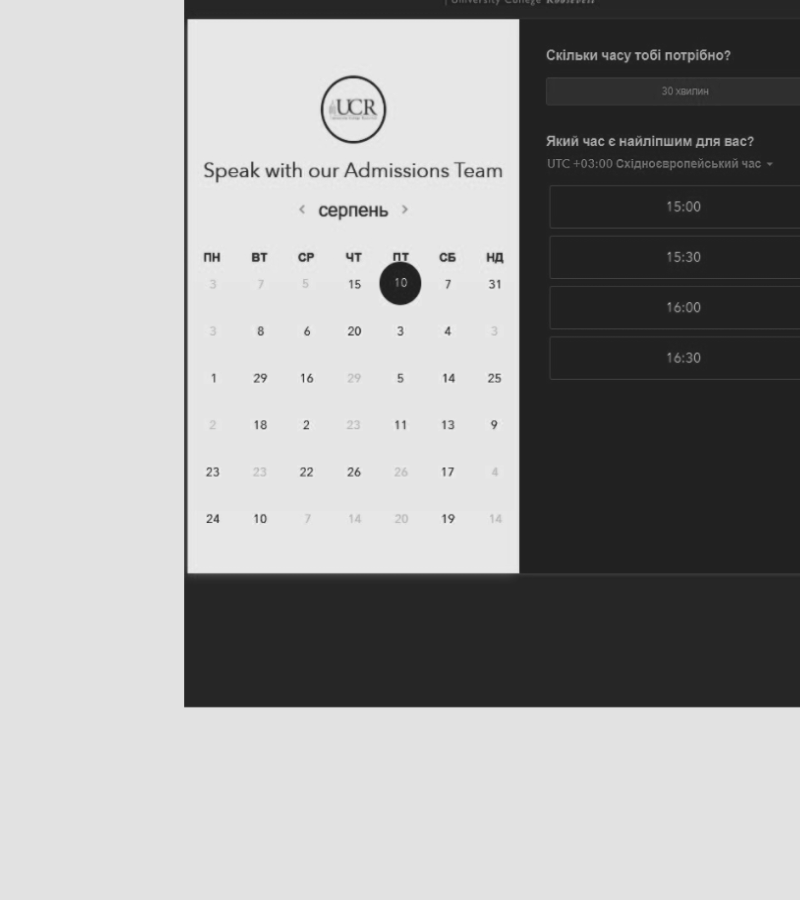 University College
UCR
Speak with our Admissions Team
‹ серпень ›
ПН ВТ СР ЧТ ПТ СБ НД
3 7 5 15 10 7 31
3 8 6 20 3 4 3
1 29 16 29 5 14 25
2 18 2 23 11 13 9
23 23 22 26 26 17 4
24 10 7 14 20 19 14
Скільки часу тобі потрібно?
30 хвилин
Який час є найліпшим для вас?
UTC +03:00 Східноєвропейський час
15:00
15:30
16:00
16:30